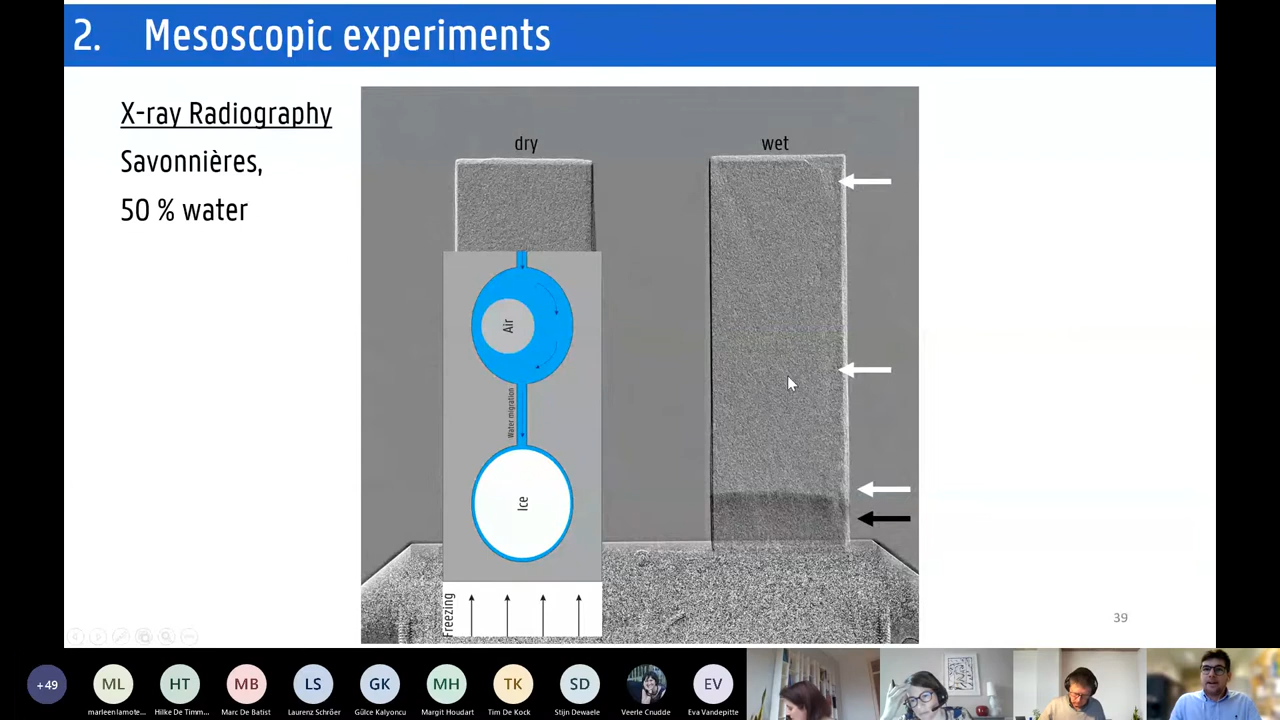 2. Mesoscopic experiments
X-ray Radiography
Savonnières,
50 % water
dry
wet
Air
Water migration
Ice
Freezing
39
+49
ML
HT
MB
LS
GK
MH
TK
SD
EV
marleen lamote...
Hilke De Timm...
Marc De Batist
Laurenz Schröer
Gülce Kalyoncu
Margit Houdart
Tim De Kock
Stijn Dewaele
Veerle Cnudde
Eva Vandepitte